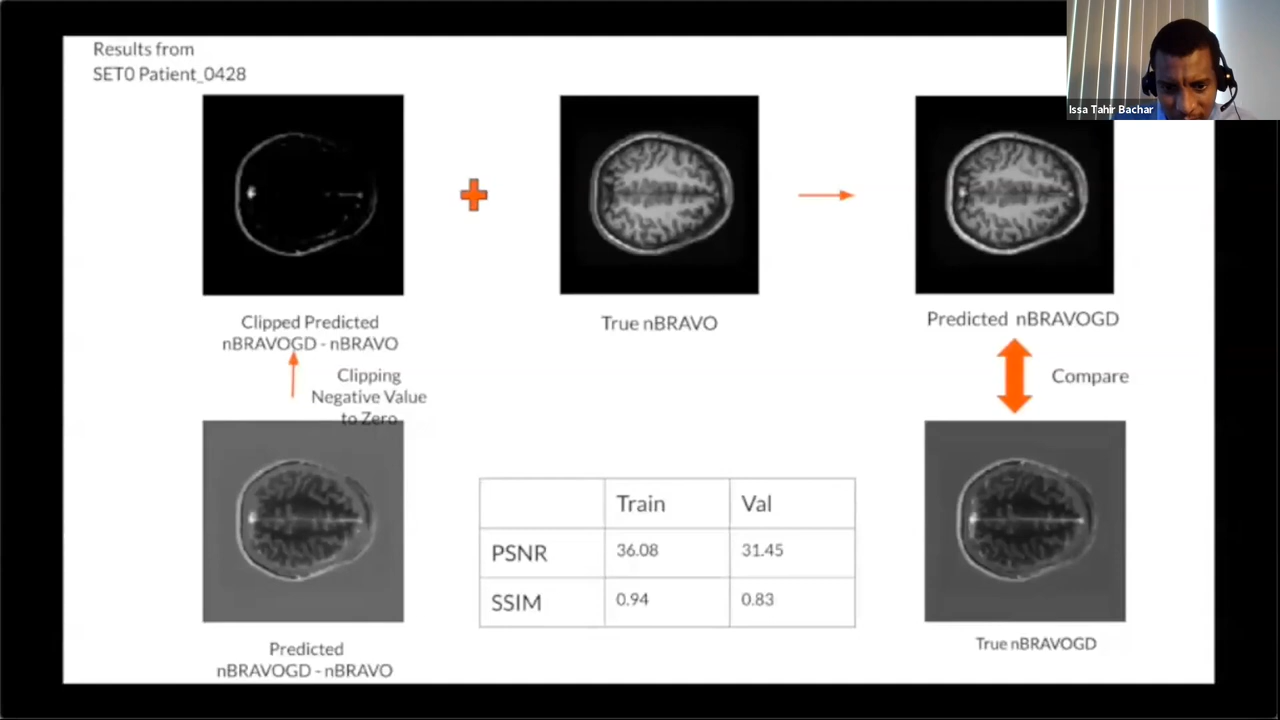 Results from
SET0 Patient_0428
Issa Tahir Bachar
Clipped Predicted
nBRAVOGD - nBRAVO
True nBRAVO
Predicted nBRAVOGD
Clipping
Negative Value
to Zero
Compare
Train Val
PSNR 36.08 31.45
SSIM 0.94 0.83
Predicted
nBRAVOGD - nBRAVO
True nBRAVOGD